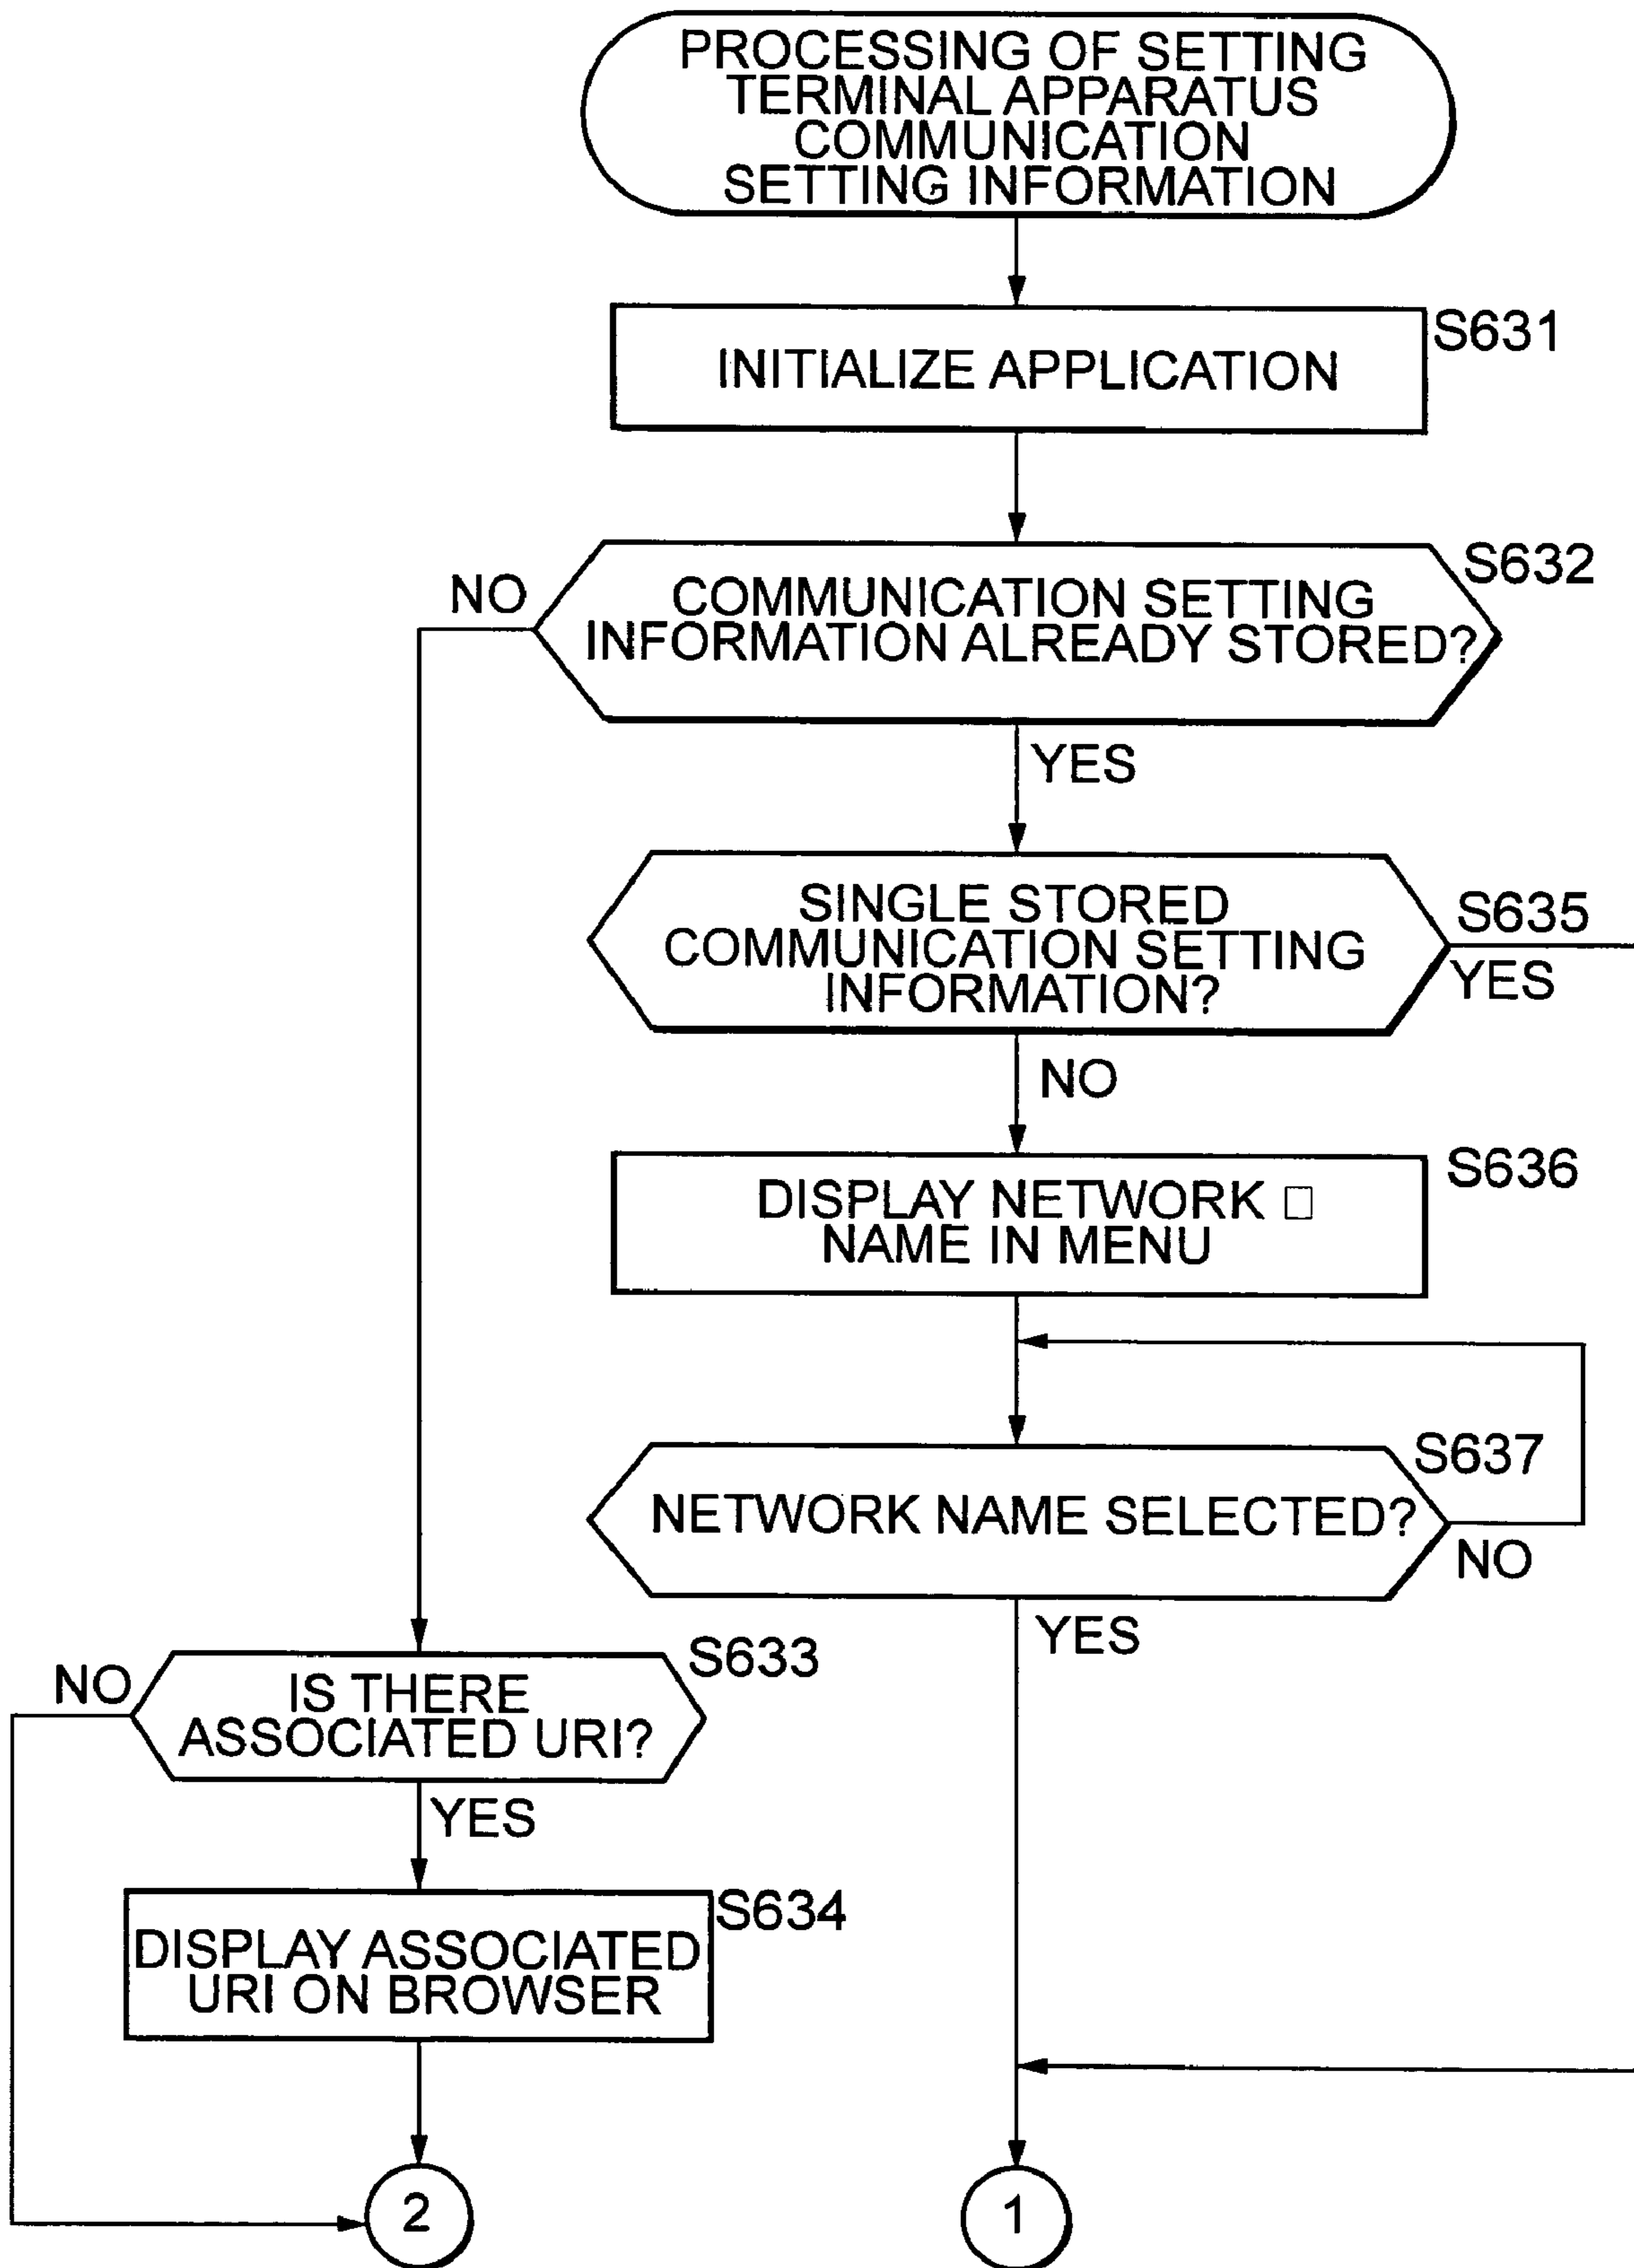 PROCESSING OF SETTING
TERMINAL APPARATUS
COMMUNICATION
SETTING INFORMATION
S631
INITIALIZE APPLICATION
S632
NO
COMMUNICATION SETTING
INFORMATION ALREADY STORED?
YES
SINGLE STORED
COMMUNICATION SETTING
INFORMATION?
S635
YES
NO
S636
DISPLAY NETWORK □
NAME IN MENU
S637
NETWORK NAME SELECTED?
NO
YES
S633
NO
IS THERE
ASSOCIATED URI?
YES
S634
DISPLAY ASSOCIATED
URI ON BROWSER
2
1